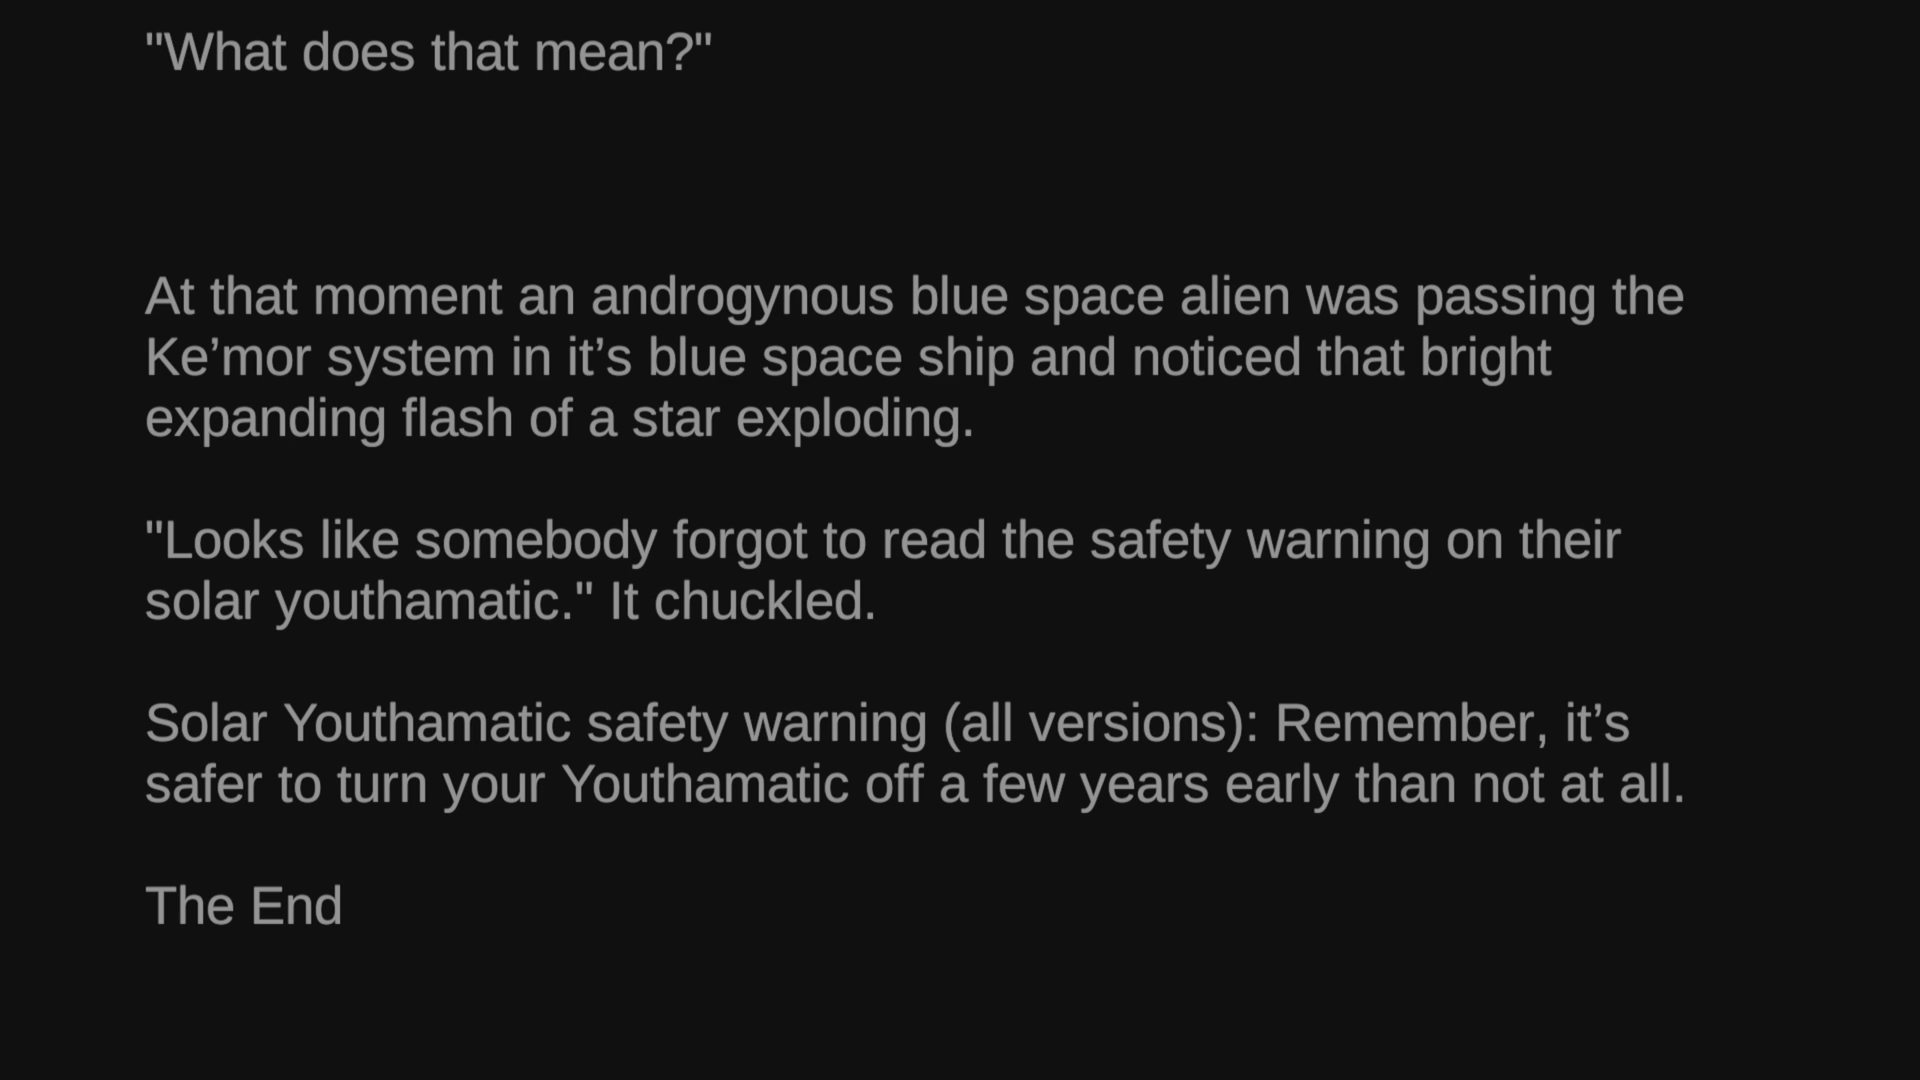 "What does that mean?"
At that moment an androgynous blue space alien was passing the
Ke’mor system in it’s blue space ship and noticed that bright
expanding flash of a star exploding.
"Looks like somebody forgot to read the safety warning on their
solar youthamatic." It chuckled.
Solar Youthamatic safety warning (all versions): Remember, it’s
safer to turn your Youthamatic off a few years early than not at all.
The End